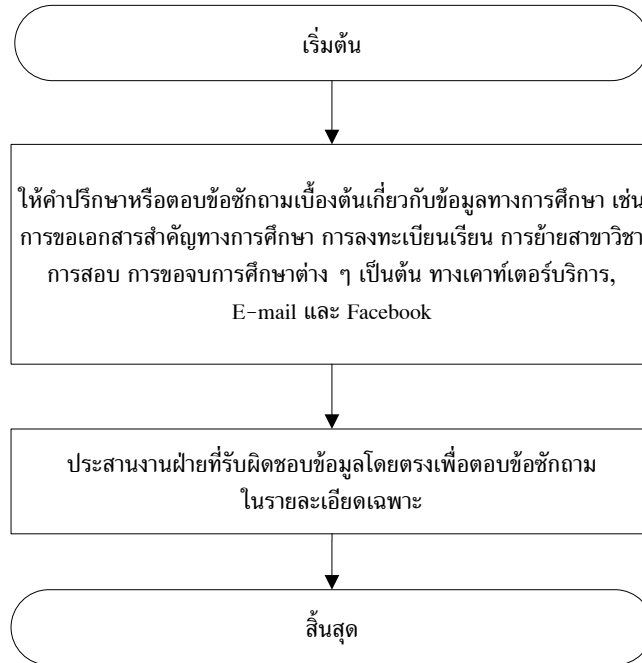 เริ่มต้น
ให้คำปรึกษาหรือตอบข้อซักถามเบื้องต้นเกี่ยวกับข้อมูลทางการศึกษา เช่น
การขอเอกสารสำคัญทางการศึกษา การลงทะเบียนเรียน การย้ายสาขาวิชา
การสอบ การขอจบการศึกษาต่าง ๆ เป็นต้น ทางเคาท์เตอร์บริการ,
E-mail และ Facebook
ประสานงานฝ่ายที่รับผิดชอบข้อมูลโดยตรงเพื่อตอบข้อซักถาม
ในรายละเอียดเฉพาะ
สิ้นสุด